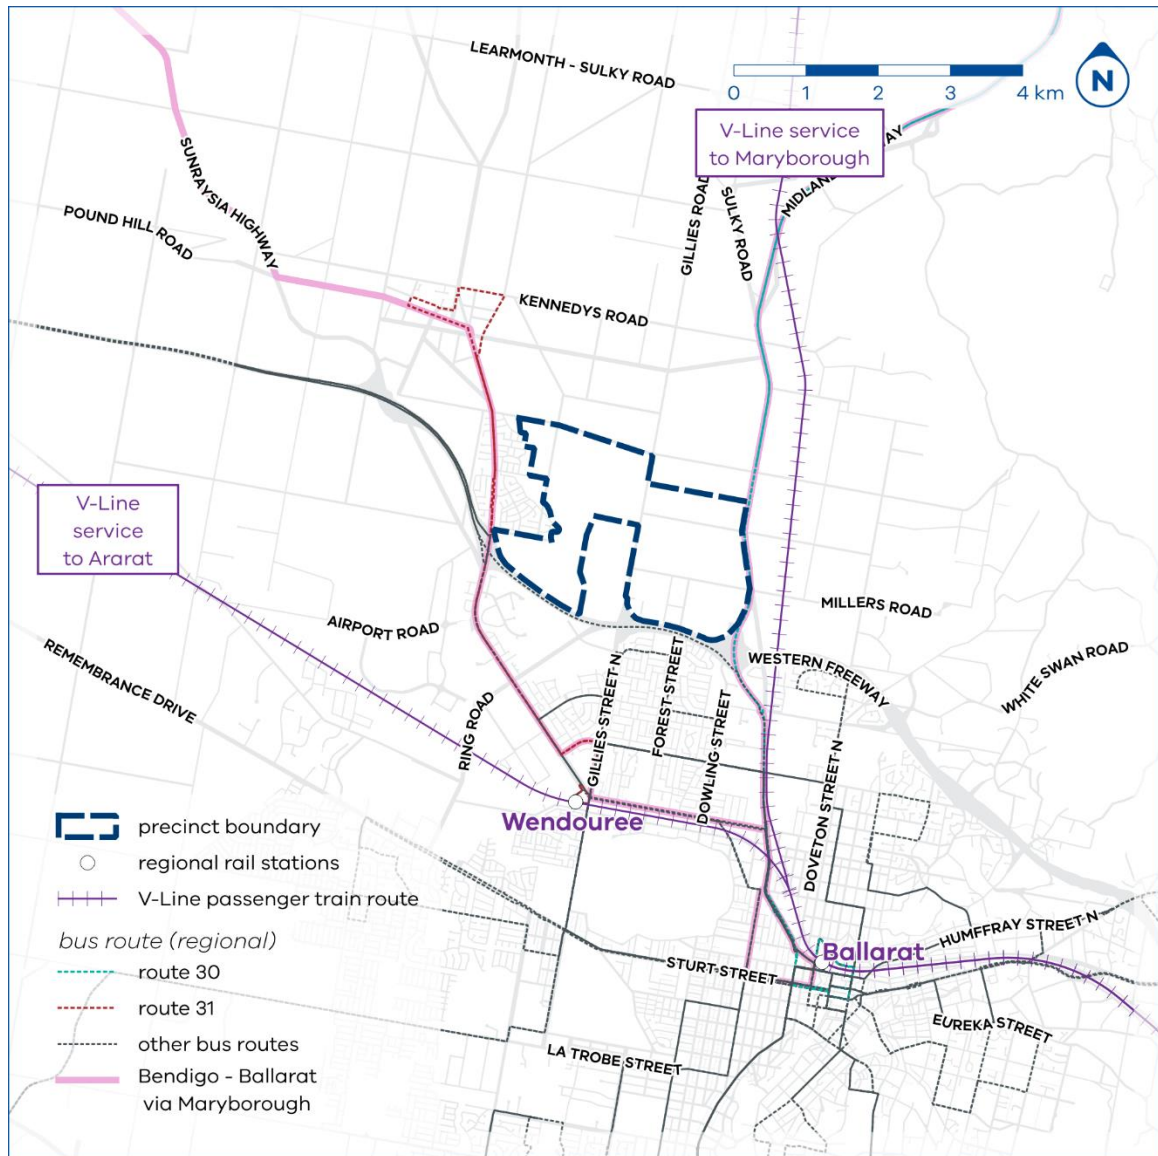 LEARMONTH - SULKY ROAD
0 1 2 3 4 km
N
V-Line service
to Maryborough
MIDLAN
AY
SUNRAYSIA HIGHWAY
POUND HILL ROAD
GILLIES ROAD
SULKY ROAD
KENNEDYS ROAD
V-Line
service
to Ararat
AIRPORT ROAD
MILLERS ROAD
REMEMBRANCE DRIVE
WESTERN FREEWAY
WHITE SWAN ROAD
RING ROAD
GILLIES STREET N
FOREST STREET
DOWLING STREET
DOVETON STREET N
Wendouree
HUMFFRAY STREET N
Ballarat
STURT STREET
EUREKA STREET
LA TROBE STREET
precinct boundary
regional rail stations
V-Line passenger train route
bus route (regional)
route 30
route 31
other bus routes
Bendigo - Ballarat
via Maryborough